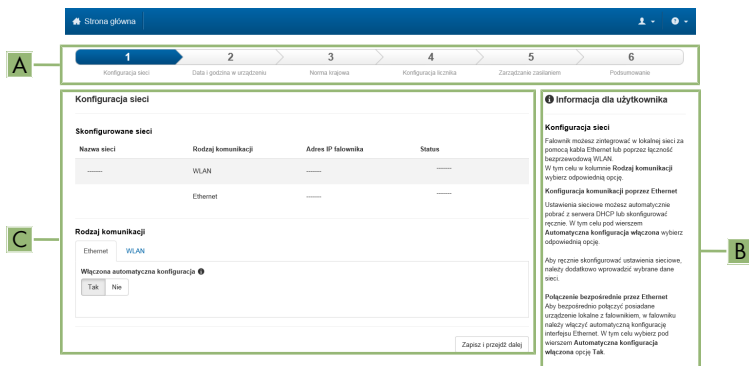 Strona główna
A
1 2 3 4 5 6
Konfiguracja sieci Data i godzina w urządzeniu Norma krajowa Konfiguracja licznika Zarządzanie zasilaniem Podsumowanie
C
Konfiguracja sieci
Skonfigurowane sieci
Nazwa sieci Rodzaj komunikacji Adres IP falownika Status
WLAN
Ethernet
Rodzaj komunikacji
Ethernet WLAN
Włączona automatyczna konfiguracja
Tak Nie
Zapisz i przejdź dalej
B
Informacja dla użytkownika
Konfiguracja sieci
Falownik możesz zintegrować w lokalnej sieci za
pomocą kabla Ethernet lub poprzez łączność
bezprzewodową WLAN.
W tym celu w kolumnie Rodzaj komunikacji
wybierz odpowiednią opcję.
Konfiguracja komunikacji poprzez Ethernet
Ustawienia sieciowe możesz automatycznie
pobrać z serwera DHCP lub skonfigurować
ręcznie. W tym celu pod wierszem
Automatyczna konfiguracja włączona wybierz
odpowiednią opcję.
Aby ręcznie skonfigurować ustawienia sieciowe,
należy dodatkowo wprowadzić wybrane dane
sieci.
Połączenie bezpośrednie przez Ethernet
Aby bezpośrednio połączyć posiadane
urządzenie lokalne z falownikiem, w falowniku
należy włączyć automatyczną konfigurację
interfejsu Ethernet. W tym celu wybierz pod
wierszem Automatyczna konfiguracja
włączona opcję Tak.